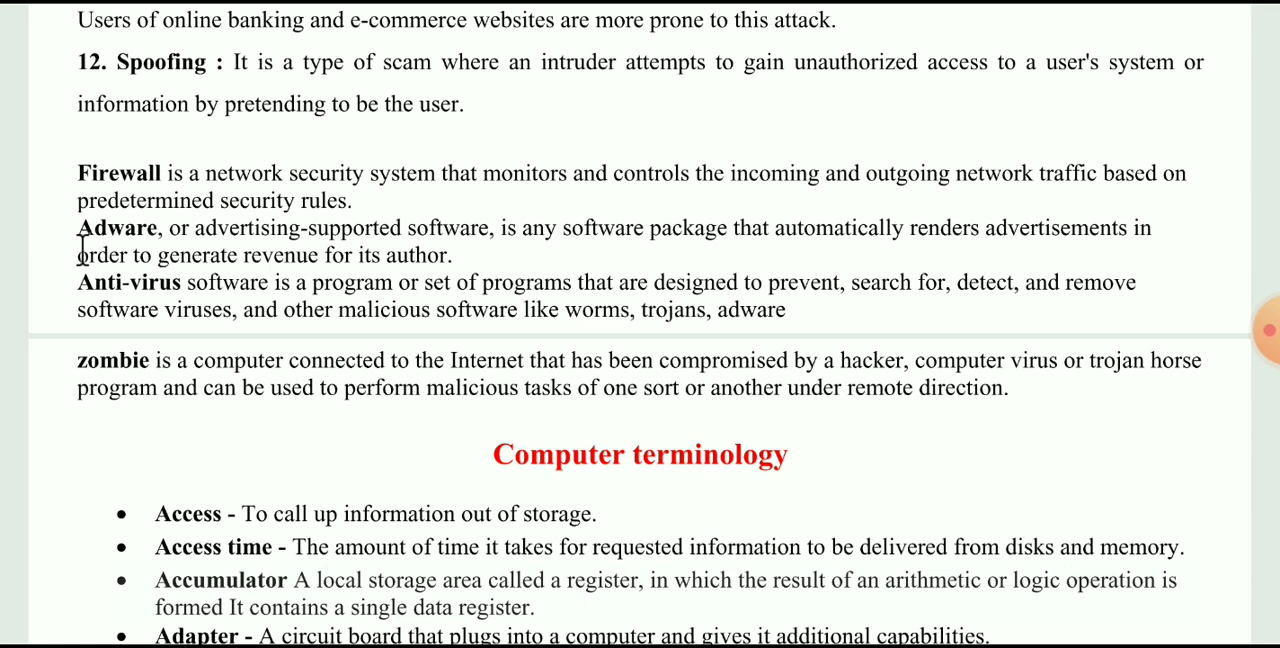 Users of online banking and e-commerce websites are more prone to this attack.
12. Spoofing : It is a type of scam where an intruder attempts to gain unauthorized access to a user's system or
information by pretending to be the user.
Firewall is a network security system that monitors and controls the incoming and outgoing network traffic based on
predetermined security rules.
Adware, or advertising-supported software, is any software package that automatically renders advertisements in
order to generate revenue for its author.
Anti-virus software is a program or set of programs that are designed to prevent, search for, detect, and remove
software viruses, and other malicious software like worms, trojans, adware
zombie is a computer connected to the Internet that has been compromised by a hacker, computer virus or trojan horse
program and can be used to perform malicious tasks of one sort or another under remote direction.
Computer terminology
• Access - To call up information out of storage.
• Access time - The amount of time it takes for requested information to be delivered from disks and memory.
• Accumulator A local storage area called a register, in which the result of an arithmetic or logic operation is
formed It contains a single data register.
• Adapter - A circuit board that plugs into a computer and gives it additional capabilities.